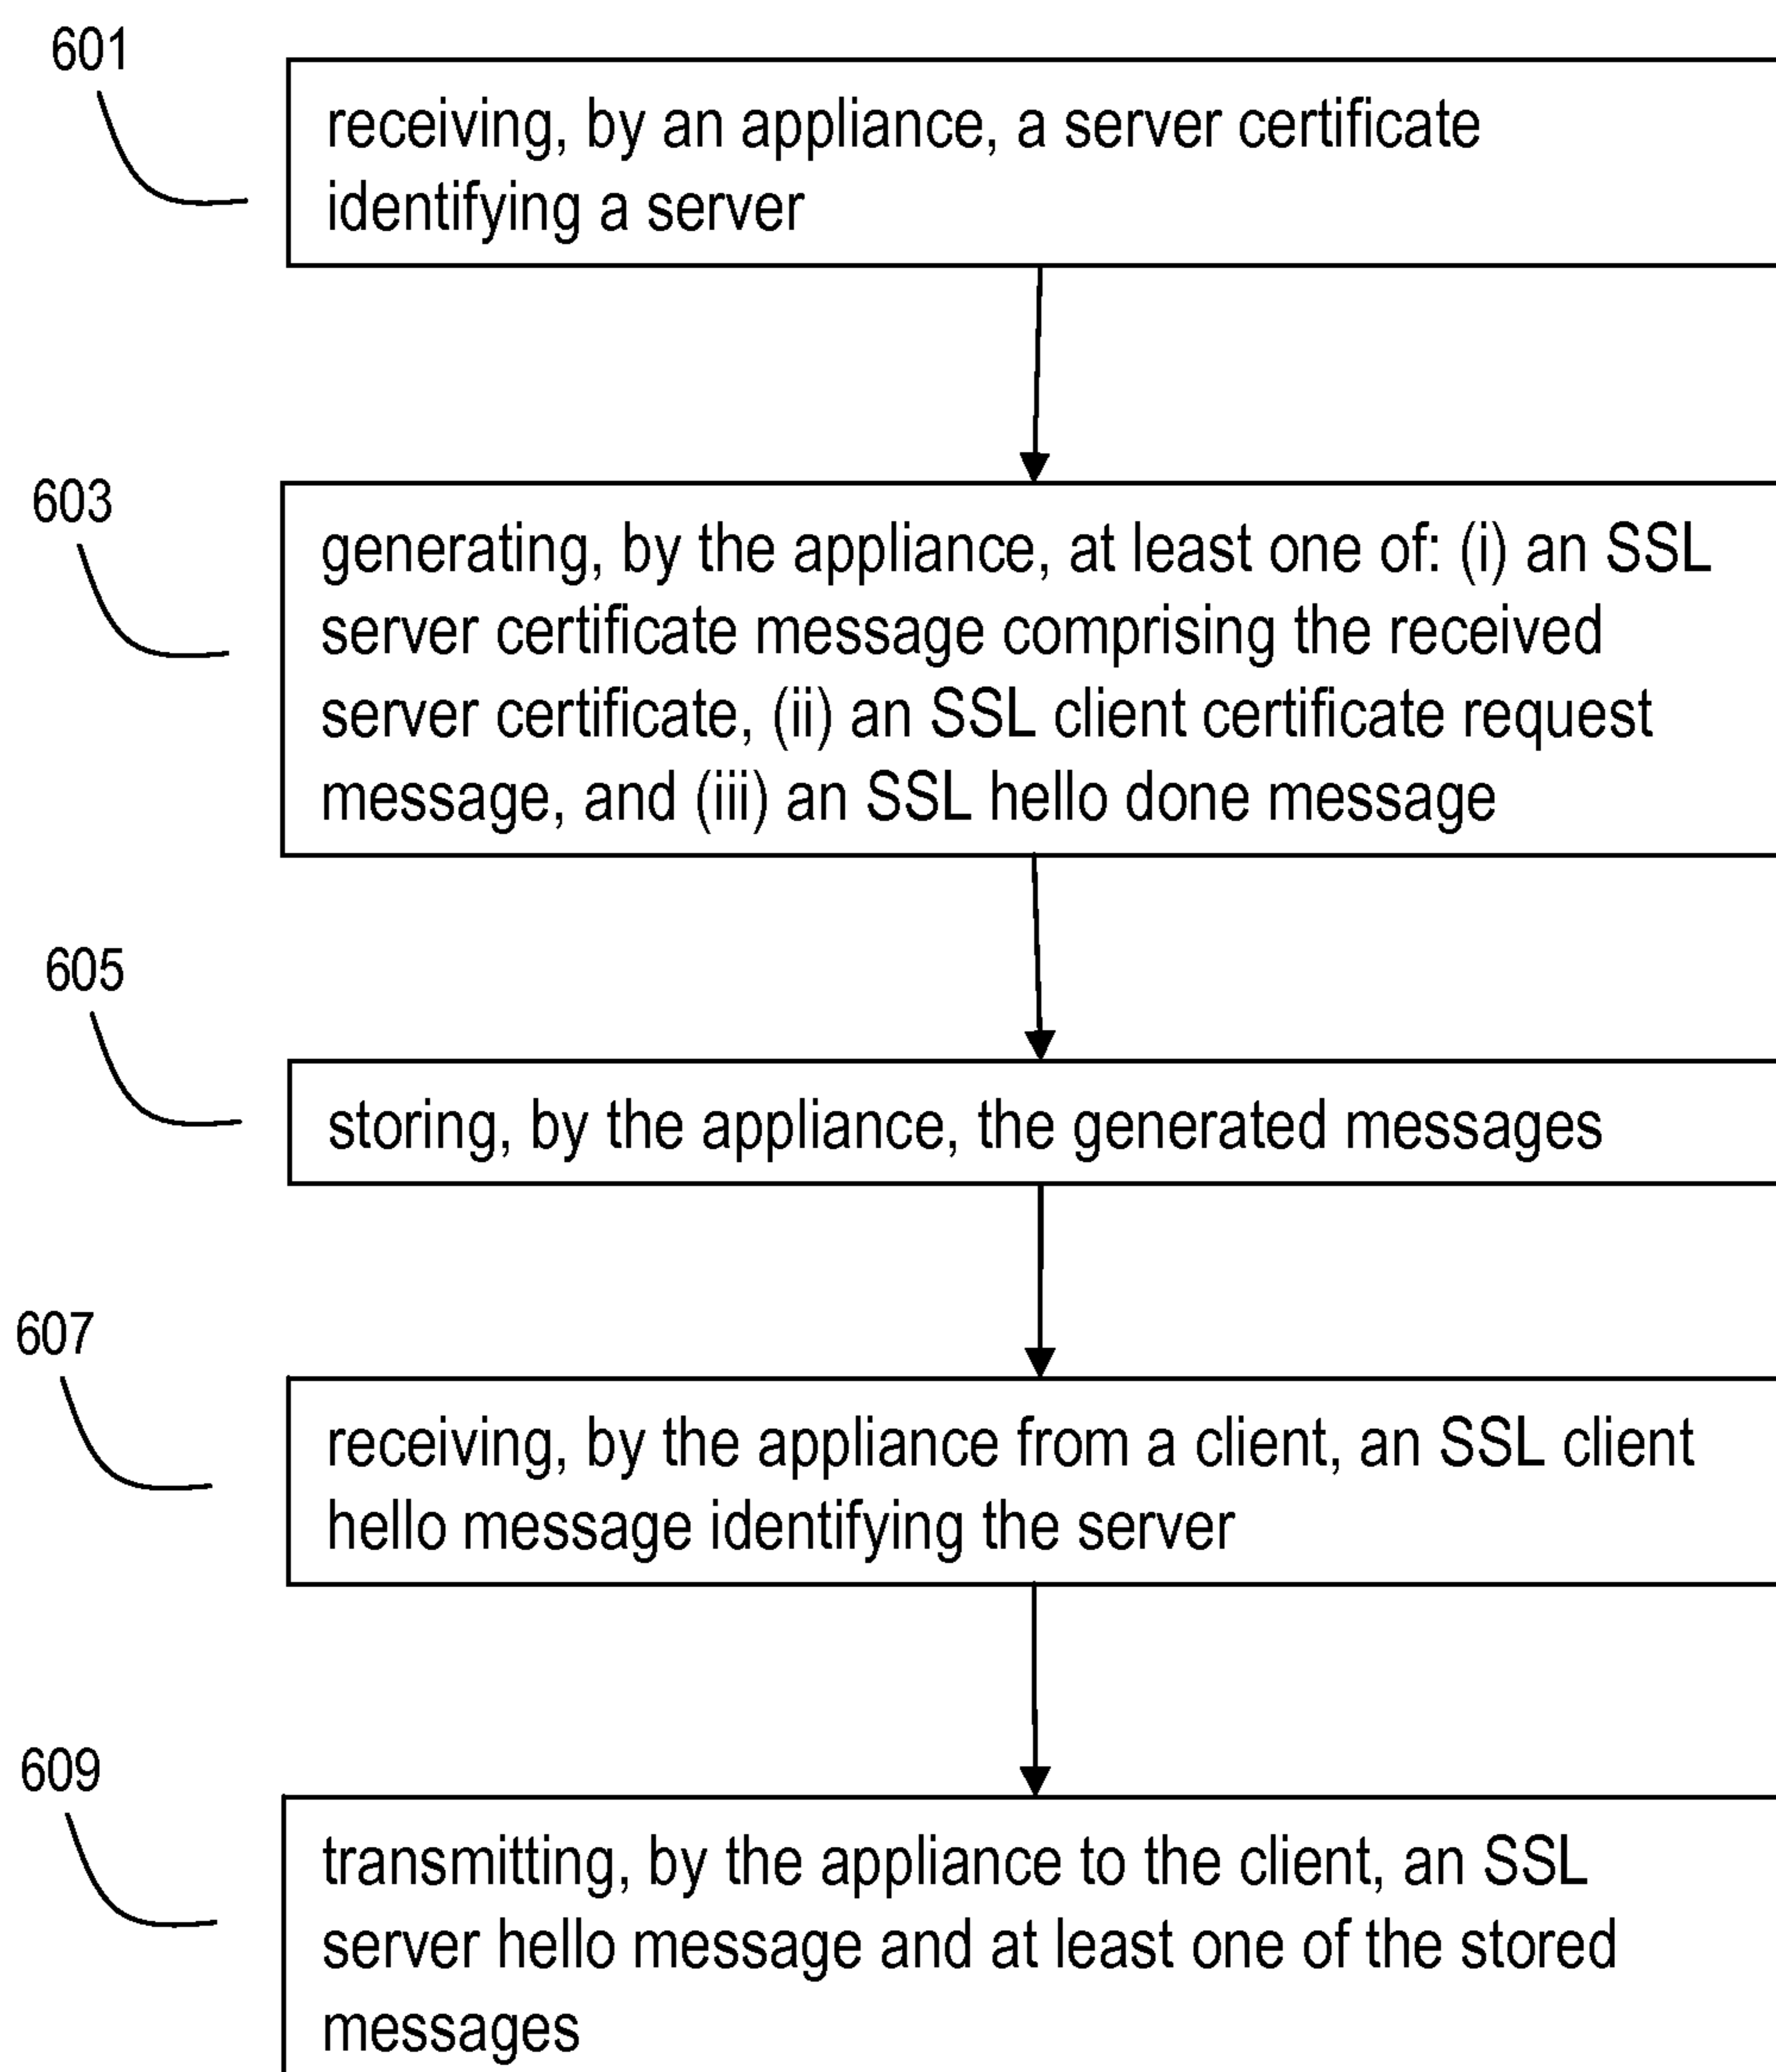 601
receiving, by an appliance, a server certificate
identifying a server
603
generating, by the appliance, at least one of: (i) an SSL
server certificate message comprising the received
server certificate, (ii) an SSL client certificate request
message, and (iii) an SSL hello done message
605
storing, by the appliance, the generated messages
607
receiving, by the appliance from a client, an SSL client
hello message identifying the server
609
transmitting, by the appliance to the client, an SSL
server hello message and at least one of the stored
messages